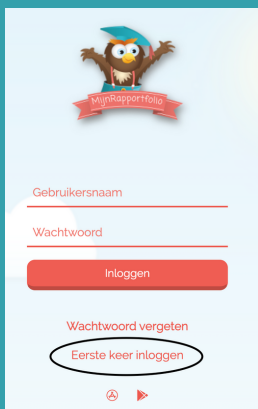 MijnRapportfolio
Gebruikersnaam
Wachtwoord
Inloggen
Wachtwoord vergeten
Eerste keer inloggen